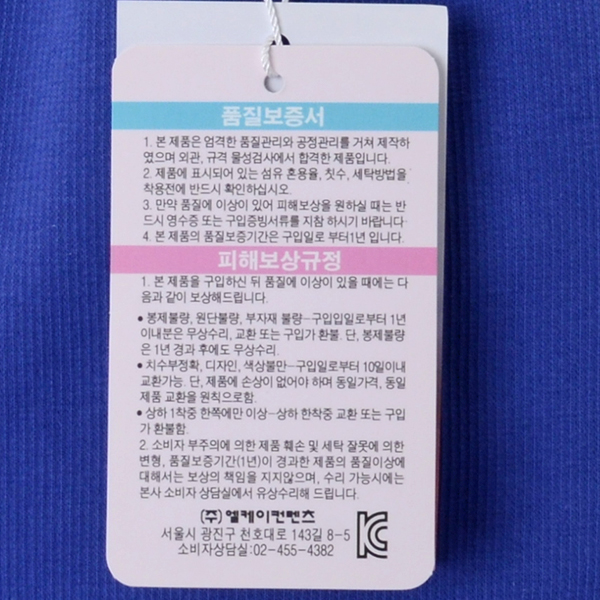 품질보증서
1. 본 제품은 엄격한 품질관리와 공정관리를 거쳐 제작하
였으며 외관, 규격 물성검사에서 합격한 제품입니다.
2. 제품에 표시되어 있는 섬유 혼용율, 칫수, 세탁방법을
착용전에 반드시 확인하십시오.
3. 만약 품질에 이상이 있어 피해보상을 원하실 때는 반
드시 영수증 또는 구입증빙서류를 지참 하시기 바랍니다
4. 본 제품의 품질보증기간은 구입일로 부터1년 입니다.
피해보상규정
1. 본 제품을 구입하신 뒤 품질에 이상이 있을 때에는 다
음과 같이 보상해드립니다.
● 봉제불량, 원단불량, 부자재 불량-구입입일로부터 1년
이내분은 무상수리, 교환 또는 구입가 환불. 단, 봉제불량
은 1년 경과 후에도 무상수리.
● 치수부정확, 디자인, 색상불만-구입일로부터 10일이내
교환가능. 단, 제품에 손상이 없어야 하며 동일가격, 동일
제품 교환을 원칙으로함.
● 상하 1착중 한쪽에만 이상-상하 한착중 교환 또는 구입
가 환불함.
2. 소비자 부주의에 의한 제품 훼손 및 세탁 잘못에 의한
변형, 품질보증기간(1년)이 경과한 제품의 품질이상에
대해서는 보상의 책임을 지지않으며, 수리 가능시에는
본사 소비자 상담실에서 유상수리해 드립니다.
(주)엘케이컨텐츠
서울시 광진구 천호대로 143길 8-5
소비자상담실:02-455-4382
KC